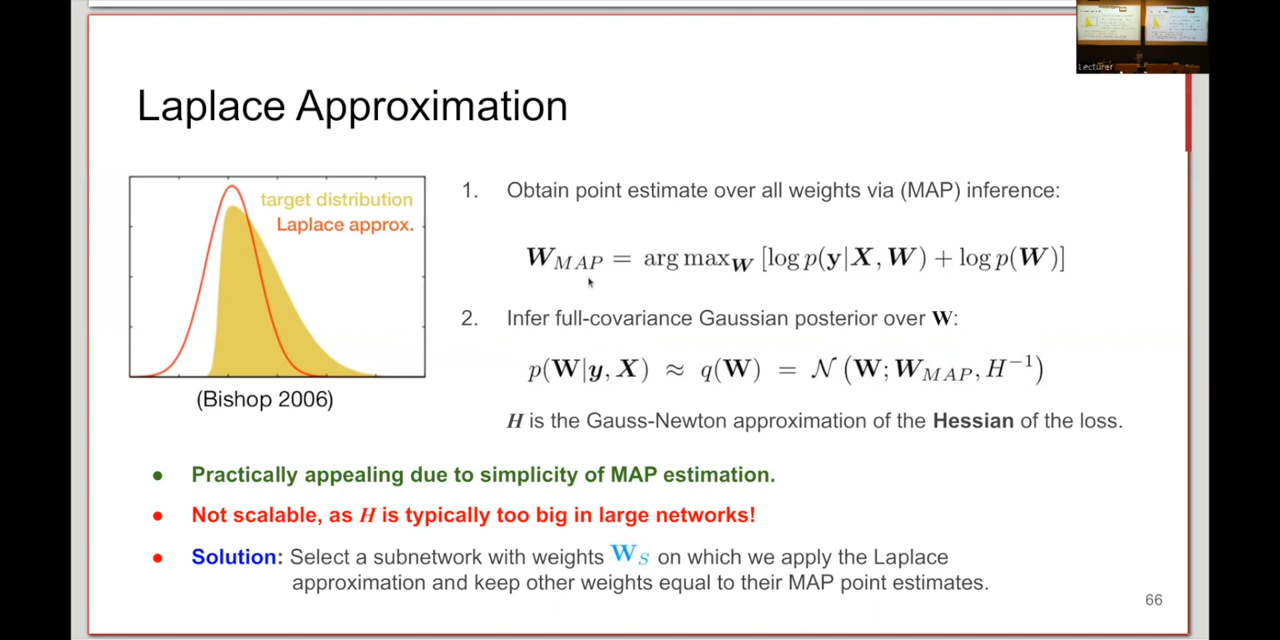 Lecturer
Laplace Approximation
target distribution
Laplace approx.
(Bishop 2006)
1. Obtain point estimate over all weights via (MAP) inference:
W_MAP = arg max_W [log p(y|X, W) + log p(W)]
2. Infer full-covariance Gaussian posterior over W:
p(W|y, X) ≈ q(W) = 𝒩(W; W_MAP, H⁻¹)
H is the Gauss-Newton approximation of the Hessian of the loss.
• Practically appealing due to simplicity of MAP estimation.
• Not scalable, as H is typically too big in large networks!
• Solution: Select a subnetwork with weights W_S on which we apply the Laplace
approximation and keep other weights equal to their MAP point estimates.
66